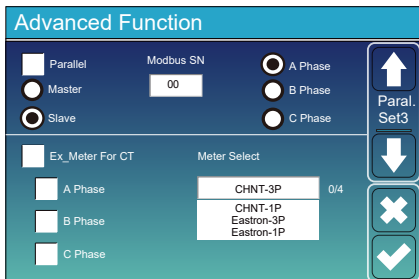 Advanced Function
Parallel
Modbus SN
A Phase
Master
00
B Phase
Slave
C Phase
Paral.
Set3
Ex_Meter For CT
Meter Select
A Phase
CHNT-3P
0/4
CHNT-1P
B Phase
Eastron-3P
Eastron-1P
C Phase